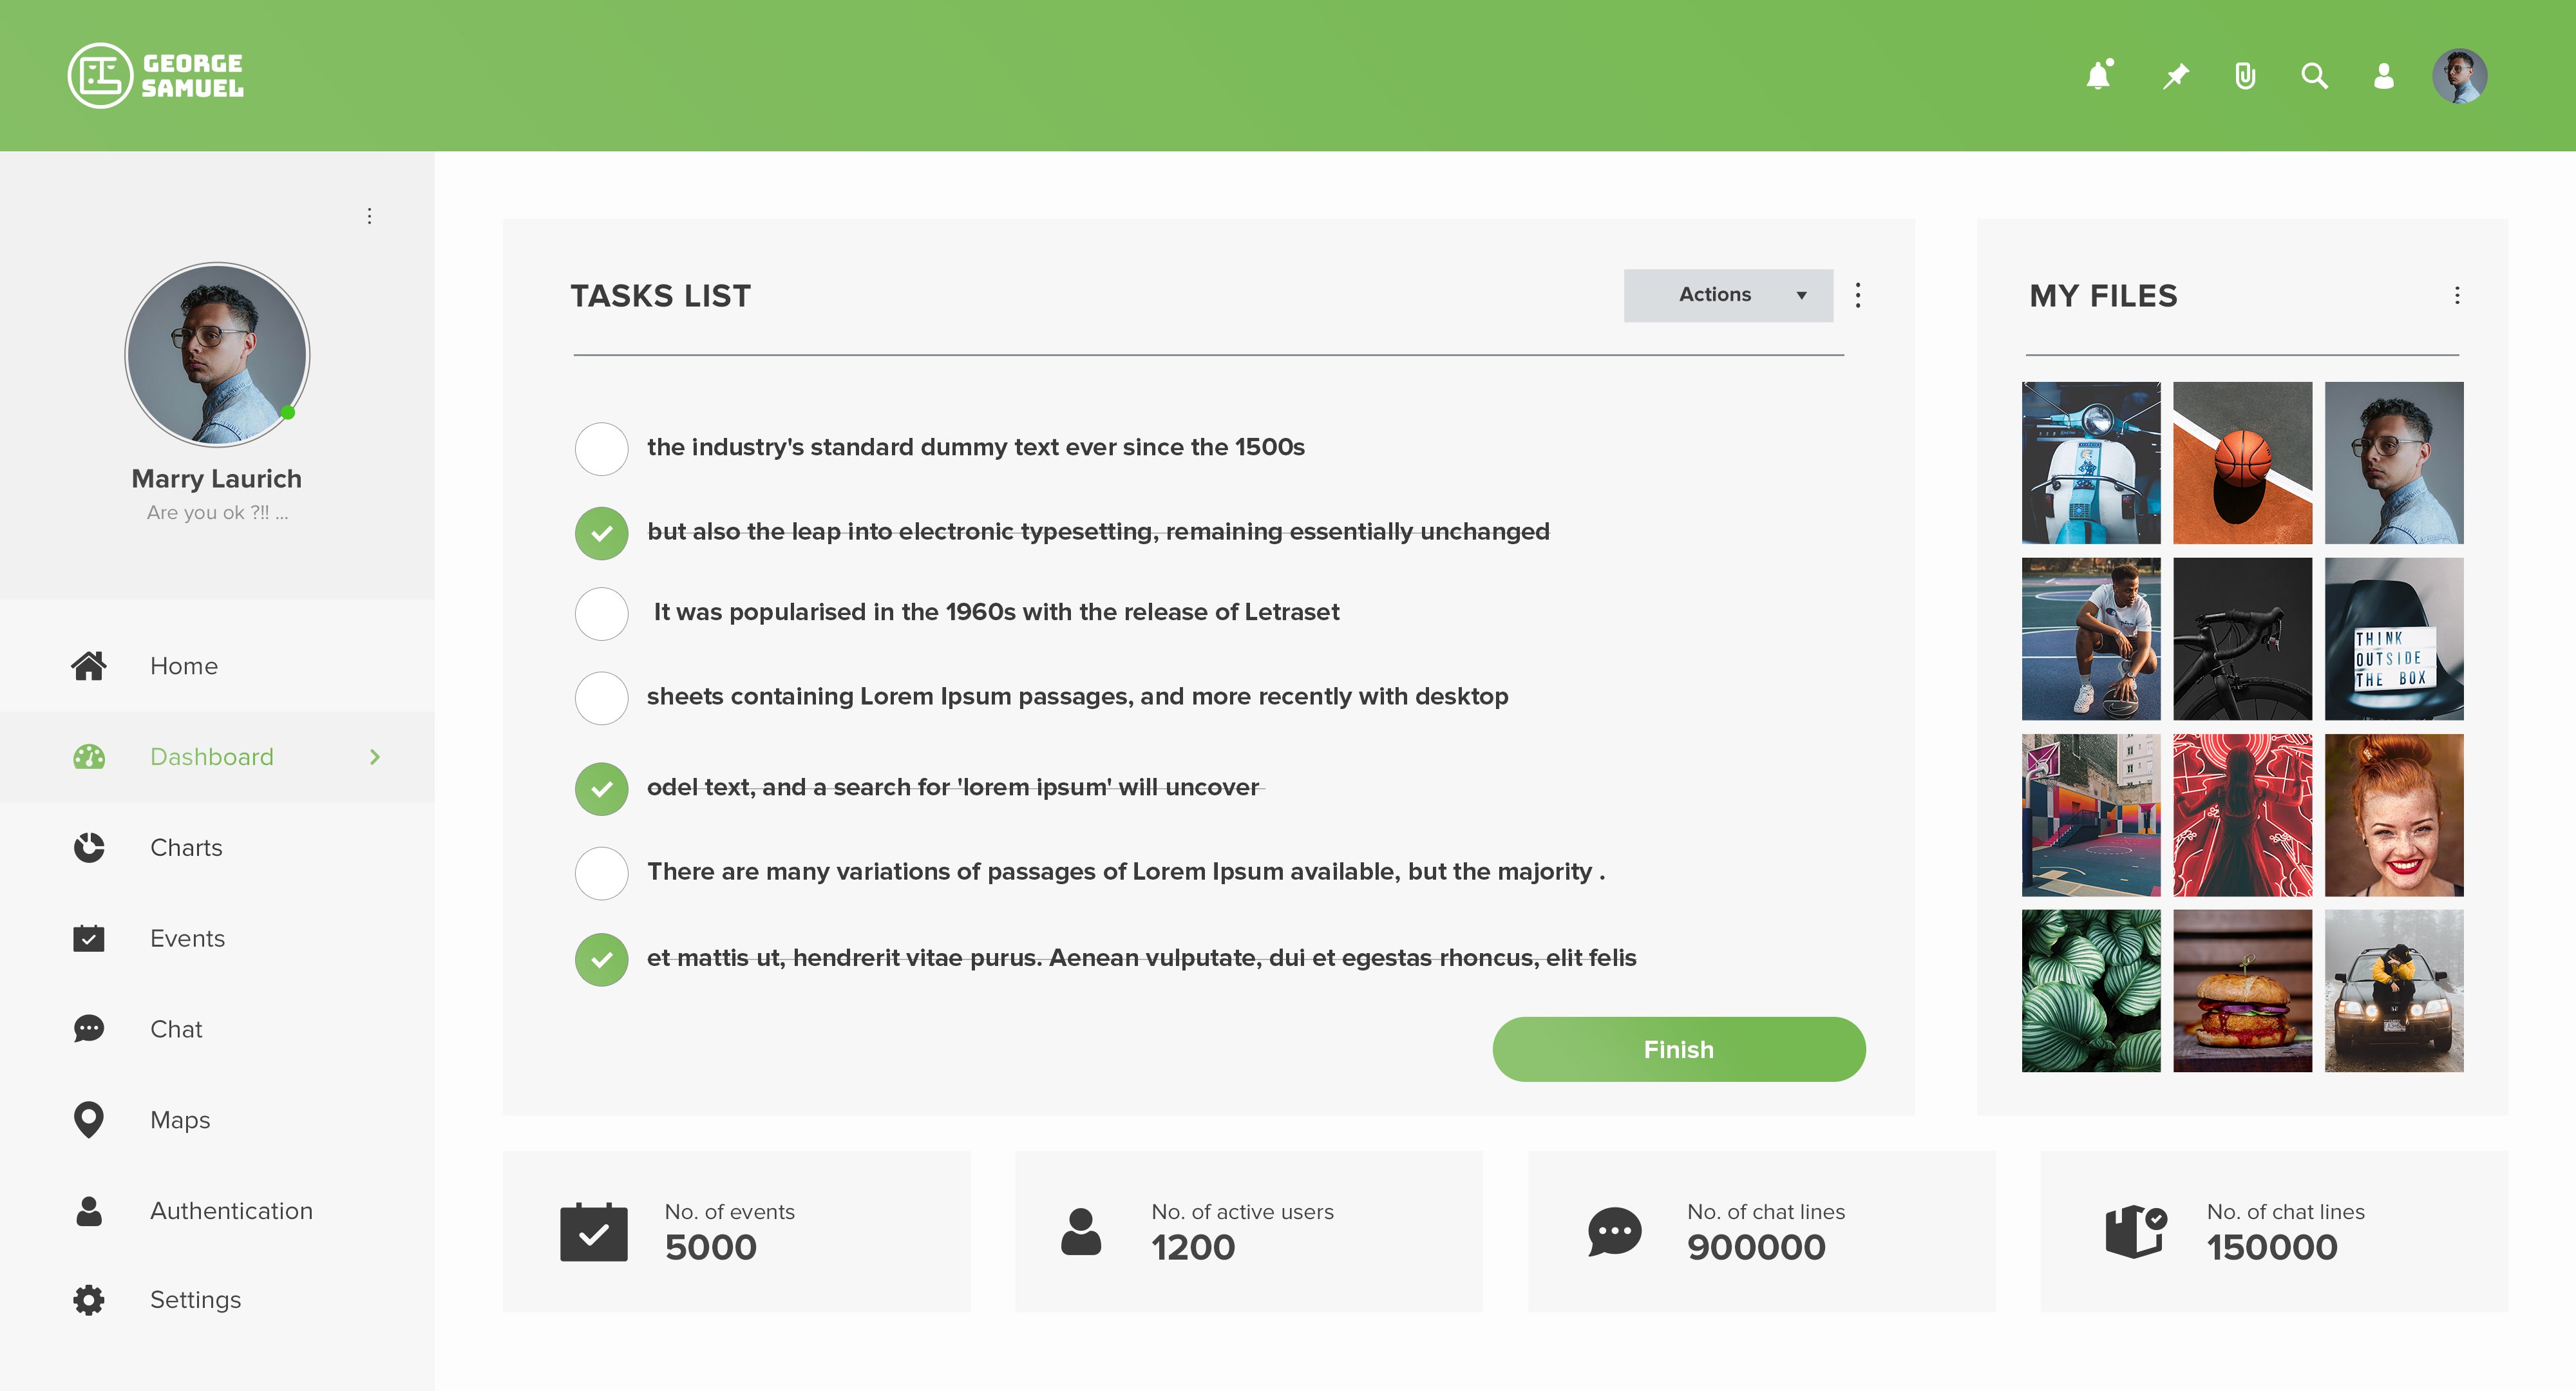 GEORGE
SAMUEL
Marry Laurich
Are you ok ?!! ...
Home
Dashboard
Charts
Events
Chat
Maps
Authentication
Settings
TASKS LIST
Actions
the industry's standard dummy text ever since the 1500s
but also the leap into electronic typesetting, remaining essentially unchanged
It was popularised in the 1960s with the release of Letraset
sheets containing Lorem Ipsum passages, and more recently with desktop
odel text, and a search for 'lorem ipsum' will uncover
There are many variations of passages of Lorem Ipsum available, but the majority .
et mattis ut, hendrerit vitae purus. Aenean vulputate, dui et egestas rhoncus, elit felis
Finish
MY FILES
THINK
OUTSIDE
THE BOX
No. of events
5000
No. of active users
1200
No. of chat lines
900000
No. of chat lines
150000